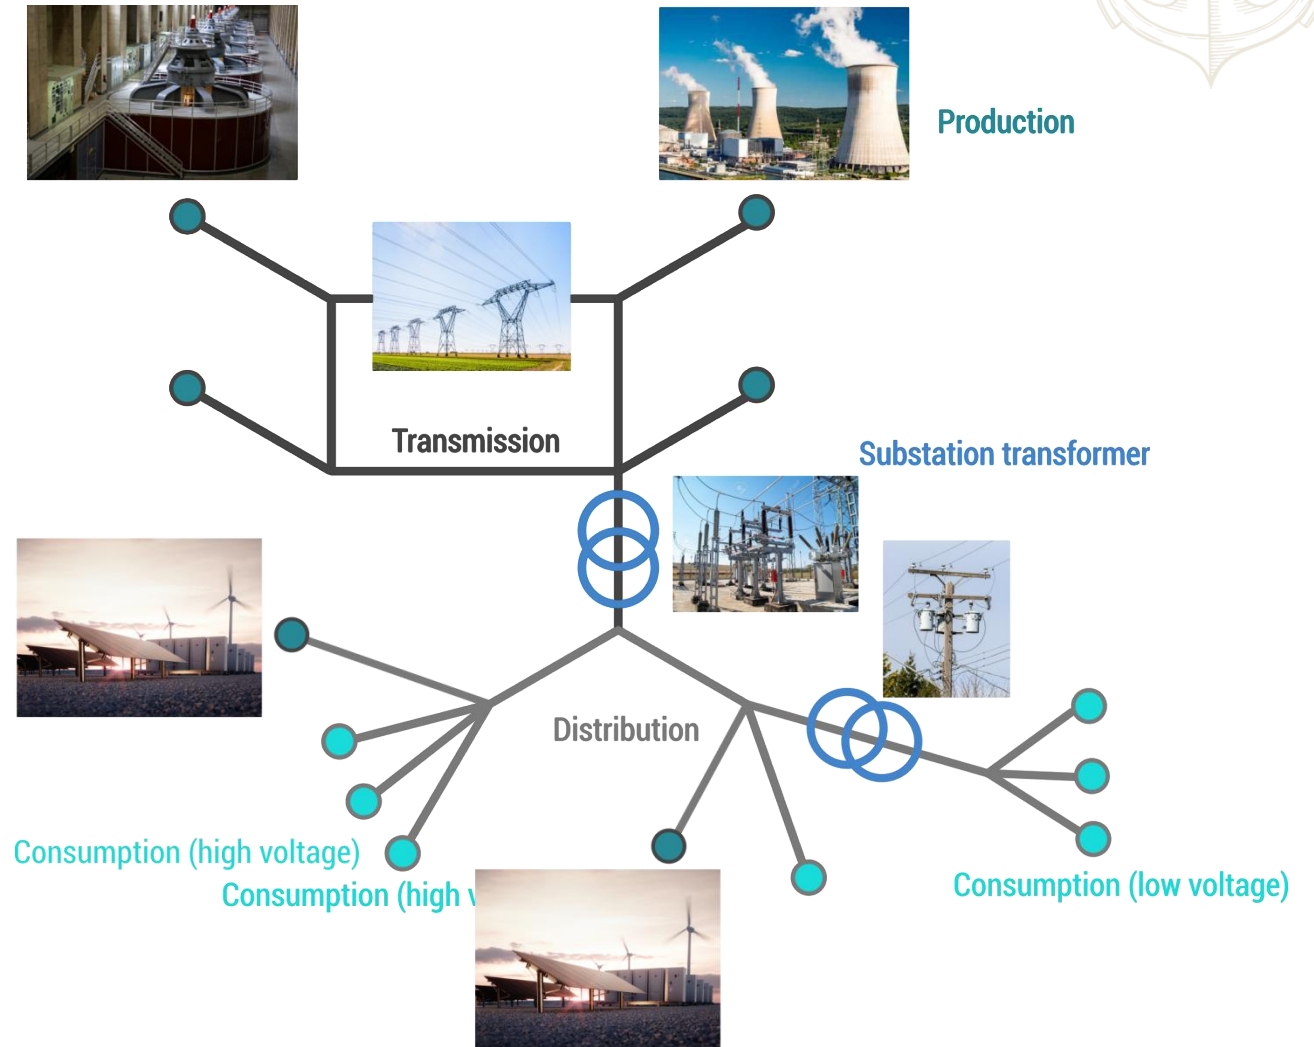 Production
Transmission
Substation transformer
Distribution
Consumption (high voltage)
Consumption (low voltage)
Consumption (high v